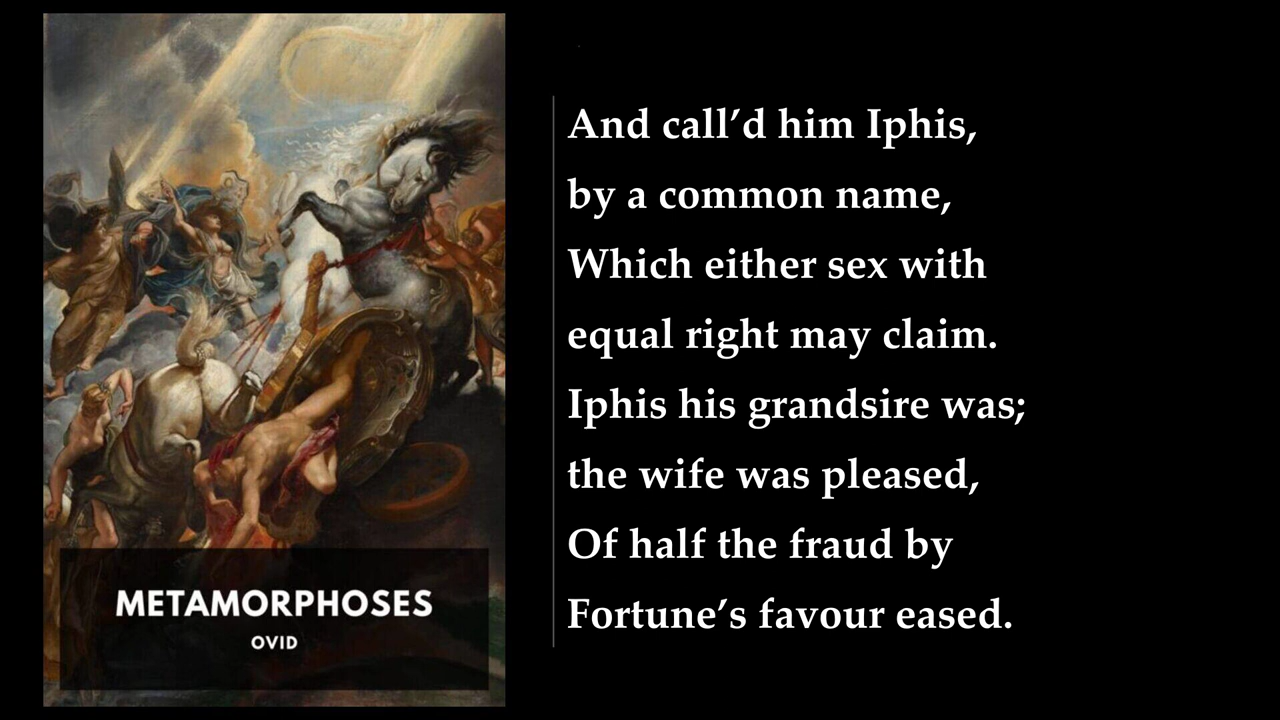 METAMORPHOSES
OVID
And call’d him Iphis,
by a common name,
Which either sex with
equal right may claim.
Iphis his grandsire was;
the wife was pleased,
Of half the fraud by
Fortune’s favour eased.